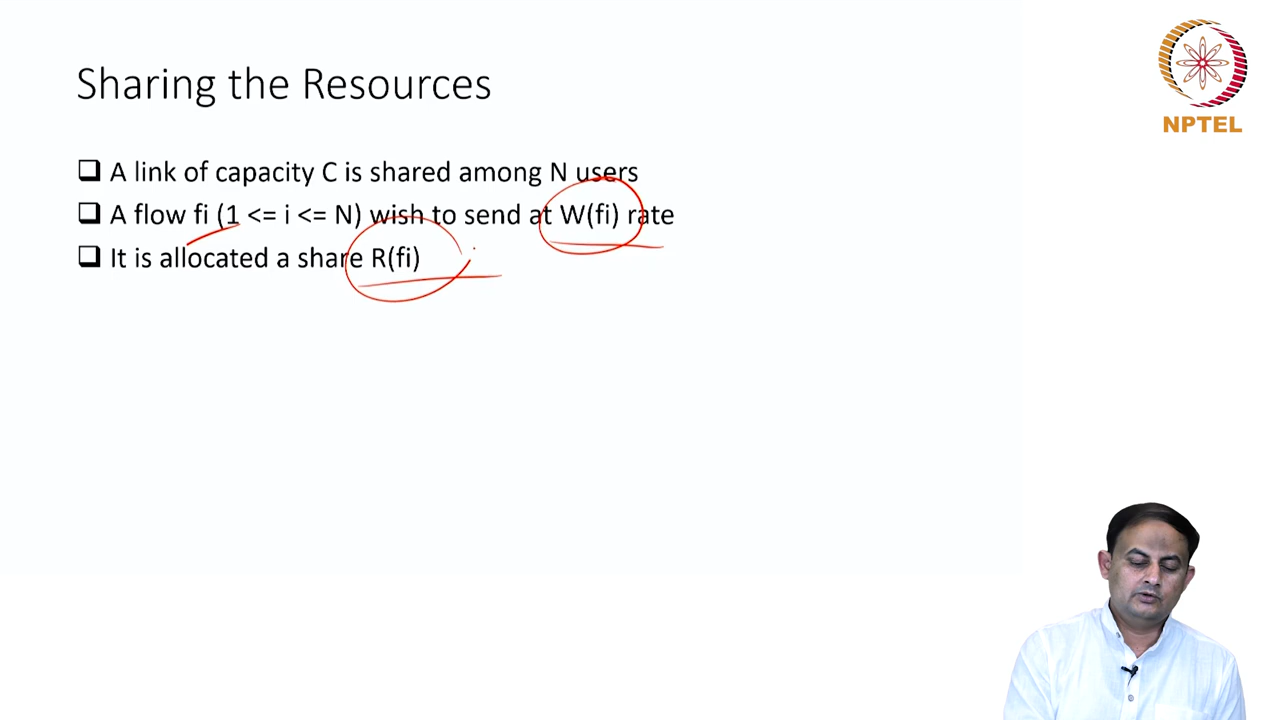 Sharing the Resources
NPTEL
❑ A link of capacity C is shared among N users
❑ A flow fi (1 <= i <= N) wish to send at W(fi) rate
❑ It is allocated a share R(fi)